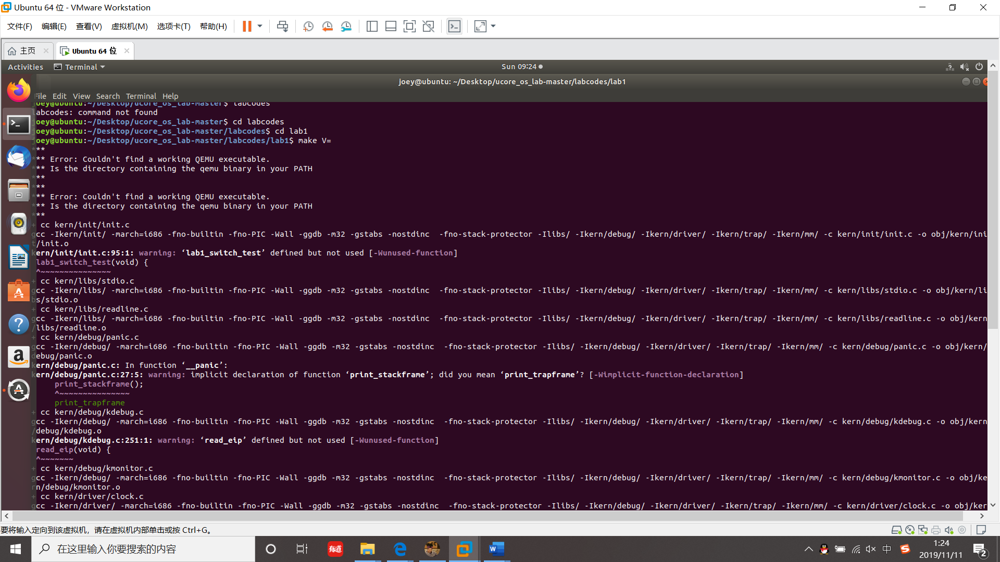 Ubuntu 64 位 - VMware Workstation
文件(F) 编辑(E) 查看(V) 虚拟机(M) 选项卡(T) 帮助(H)
主页 Ubuntu 64 位
Activities Terminal Sun 09:24
joey@ubuntu: ~/Desktop/ucore_os_lab-master/labcodes/lab1
File Edit View Search Terminal Help
joey@ubuntu:~/Desktop/ucore_os_lab-master$ labcodes
labcodes: command not found
joey@ubuntu:~/Desktop/ucore_os_lab-master$ cd labcodes
joey@ubuntu:~/Desktop/ucore_os_lab-master/labcodes$ cd lab1
joey@ubuntu:~/Desktop/ucore_os_lab-master/labcodes/lab1$ make V=
***
*** Error: Couldn't find a working QEMU executable.
*** Is the directory containing the qemu binary in your PATH
***
***
*** Error: Couldn't find a working QEMU executable.
*** Is the directory containing the qemu binary in your PATH
***
+ cc kern/init/init.c
gcc -Ikern/init/ -march=i686 -fno-builtin -fno-PIC -Wall -ggdb -m32 -gstabs -nostdinc  -fno-stack-protector -Ilibs/ -Ikern/debug/ -Ikern/driver/ -Ikern/trap/ -Ikern/mm/ -c kern/init/init.c -o obj/kern/ini
t/init.o
kern/init/init.c:95:1: warning: ‘lab1_switch_test’ defined but not used [-Wunused-function]
lab1_switch_test(void) {
^~~~~~~~~~~~~~~~
+ cc kern/libs/stdio.c
gcc -Ikern/libs/ -march=i686 -fno-builtin -fno-PIC -Wall -ggdb -m32 -gstabs -nostdinc  -fno-stack-protector -Ilibs/ -Ikern/debug/ -Ikern/driver/ -Ikern/trap/ -Ikern/mm/ -c kern/libs/stdio.c -o obj/kern/li
bs/stdio.o
+ cc kern/libs/readline.c
gcc -Ikern/libs/ -march=i686 -fno-builtin -fno-PIC -Wall -ggdb -m32 -gstabs -nostdinc  -fno-stack-protector -Ilibs/ -Ikern/debug/ -Ikern/driver/ -Ikern/trap/ -Ikern/mm/ -c kern/libs/readline.c -o obj/kern
/libs/readline.o
+ cc kern/debug/panic.c
gcc -Ikern/debug/ -march=i686 -fno-builtin -fno-PIC -Wall -ggdb -m32 -gstabs -nostdinc  -fno-stack-protector -Ilibs/ -Ikern/debug/ -Ikern/driver/ -Ikern/trap/ -Ikern/mm/ -c kern/debug/panic.c -o obj/kern/
debug/panic.o
kern/debug/panic.c: In function ‘__panic’:
kern/debug/panic.c:27:5: warning: implicit declaration of function ‘print_stackframe’; did you mean ‘print_trapframe’? [-Wimplicit-function-declaration]
print_stackframe();
^~~~~~~~~~~~~~~~
print_trapframe
+ cc kern/debug/kdebug.c
gcc -Ikern/debug/ -march=i686 -fno-builtin -fno-PIC -Wall -ggdb -m32 -gstabs -nostdinc  -fno-stack-protector -Ilibs/ -Ikern/debug/ -Ikern/driver/ -Ikern/trap/ -Ikern/mm/ -c kern/debug/kdebug.c -o obj/kern
/debug/kdebug.o
kern/debug/kdebug.c:251:1: warning: ‘read_eip’ defined but not used [-Wunused-function]
read_eip(void) {
^~~~~~~~
+ cc kern/debug/kmonitor.c
gcc -Ikern/debug/ -march=i686 -fno-builtin -fno-PIC -Wall -ggdb -m32 -gstabs -nostdinc  -fno-stack-protector -Ilibs/ -Ikern/debug/ -Ikern/driver/ -Ikern/trap/ -Ikern/mm/ -c kern/debug/kmonitor.c -o obj/ke
rn/debug/kmonitor.o
+ cc kern/driver/clock.c
gcc -Ikern/driver/ -march=i686 -fno-builtin -fno-PIC -Wall -ggdb -m32 -gstabs -nostdinc  -fno-stack-protector -Ilibs/ -Ikern/debug/ -Ikern/driver/ -Ikern/trap/ -Ikern/mm/ -c kern/driver/clock.c -o obj/ker
要将输入定向到该虚拟机，请在虚拟机内部单击或按 Ctrl+G。
在这里输入你要搜索的内容
有道
中
1:24
2019/11/11
2